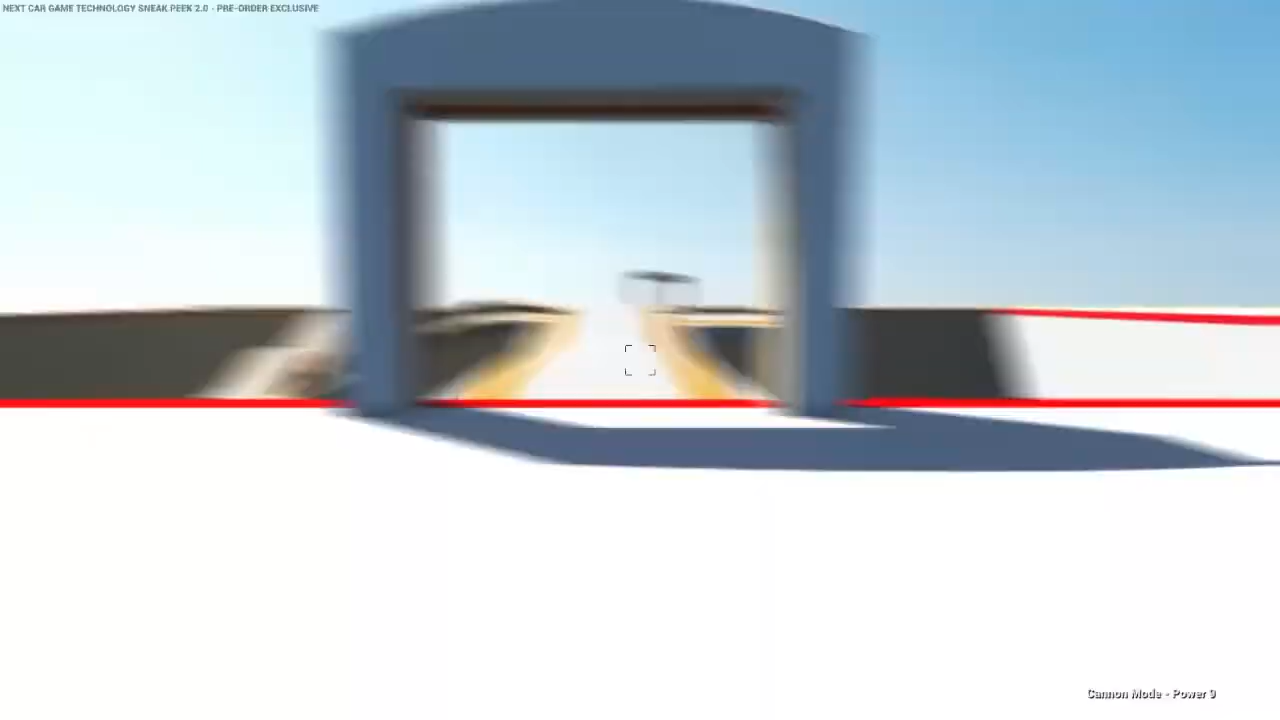 NEXT CAR GAME TECHNOLOGY SNEAK PEEK 2.0 - PRE-ORDER EXCLUSIVE
Cannon Mode - Power 9